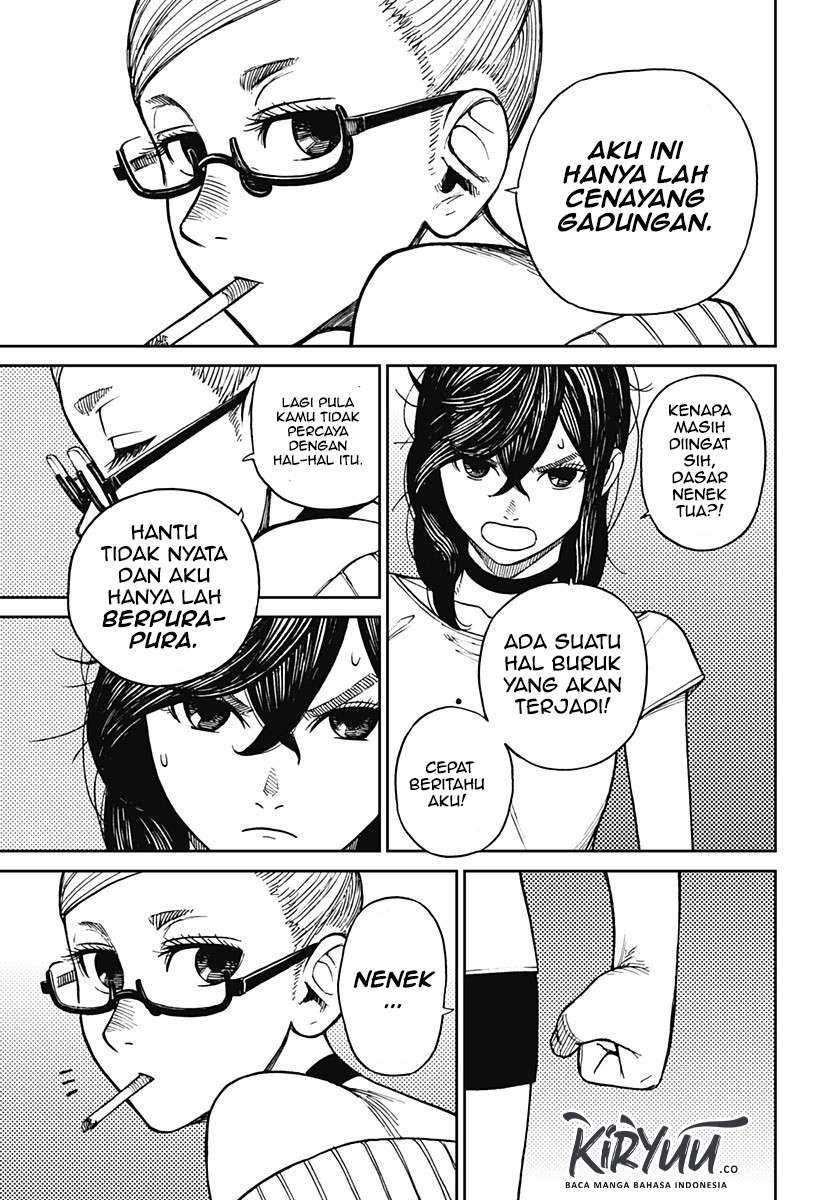 AKU INI
HANYA LAH
CENAYANG
GADUNGAN.
KENAPA
MASIH
DIINGAT
SIH,
DASAR
NENEK
TUA?!
ADA SUATU
HAL BURUK
YANG AKAN
TERJADI!
CEPAT
BERITAHU
AKU!
LAGI PULA
KAMU TIDAK
PERCAYA
DENGAN
HAL-HAL ITU.
HANTU
TIDAK NYATA
DAN AKU
HANYA LAH
BERPURA-
PURA.
NENEK
...
KIRYUU.CO
BACA MANGA BAHASA INDONESIA